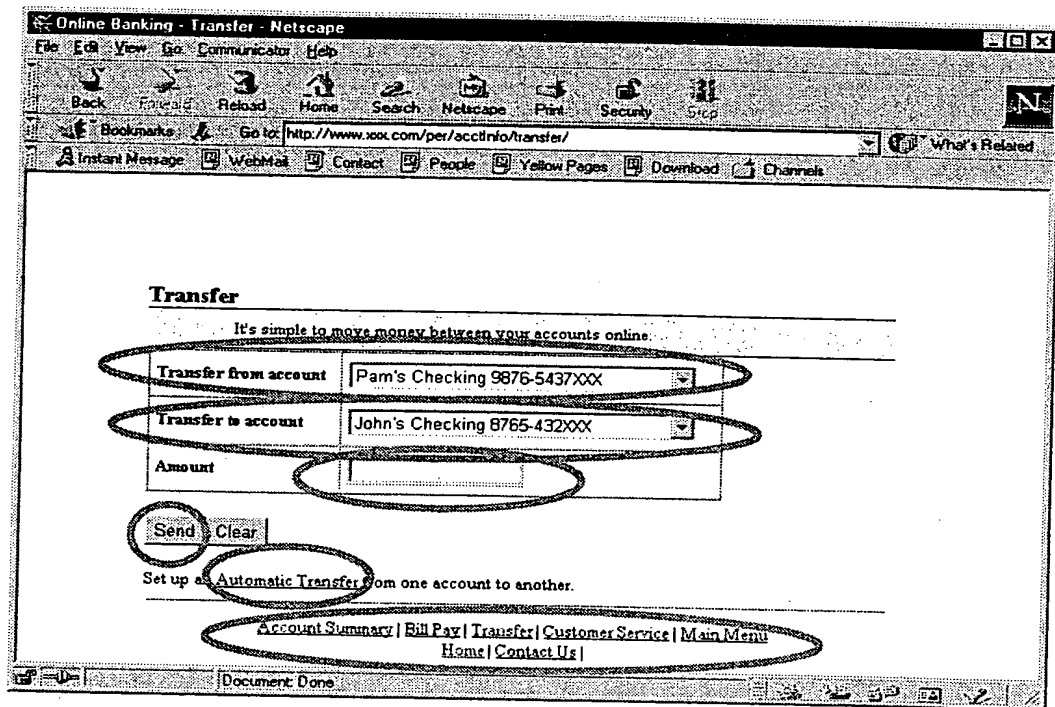 Online Banking - Transfer - Netscape
File Edit View Go Communicator Help
Back Forward Reload Home Search Netscape Print Security Stop
N
Bookmarks Go to: http://www.xxx.com/per/acctInfo/transfer/ What's Related
Instant Message WebMail Contact People Yellow Pages Download Channels
Transfer
It's simple to move money between your accounts online.
Transfer from account Pam's Checking 9876-5437XXX
Transfer to account John's Checking 8765-432XXX
Amount
Send Clear
Set up an Automatic Transfer from one account to another.
Account Summary | Bill Pay | Transfer | Customer Service | Main Menu
Home | Contact Us |
Document: Done